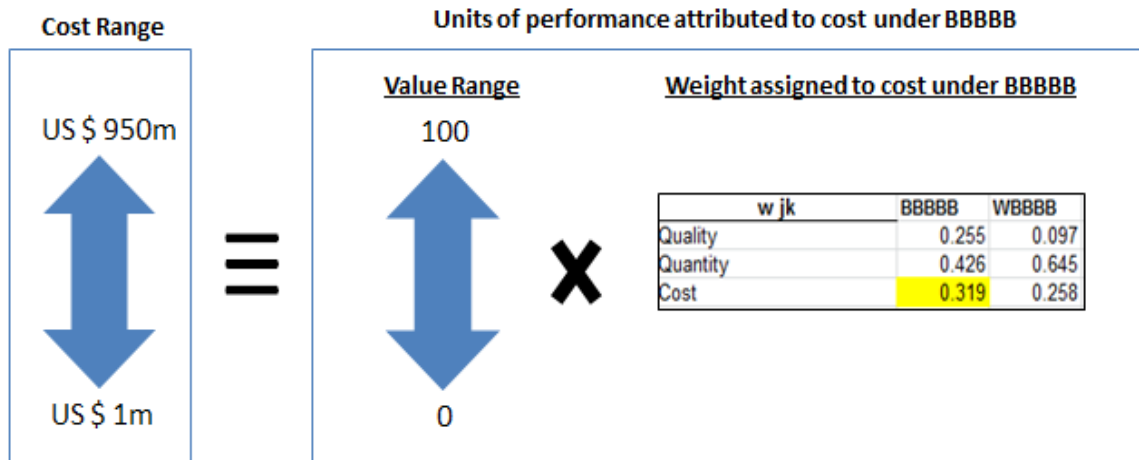 Cost Range
Units of performance attributed to cost under BBBBB
Value Range
Weight assigned to cost under BBBBB
US $ 950m
100
≡
x
w jk BBBBB WBBBB
Quality 0.255 0.097
Quantity 0.426 0.645
Cost 0.319 0.258
US $ 1m
0